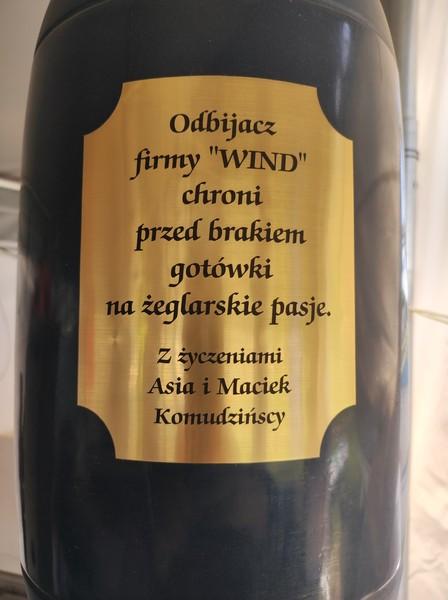 Odbijacz
firmy "WIND"
chroni
przed brakiem
gotówki
na żeglarskie pasje.
Z życzeniami
Asia i Maciek
Komudzińscy